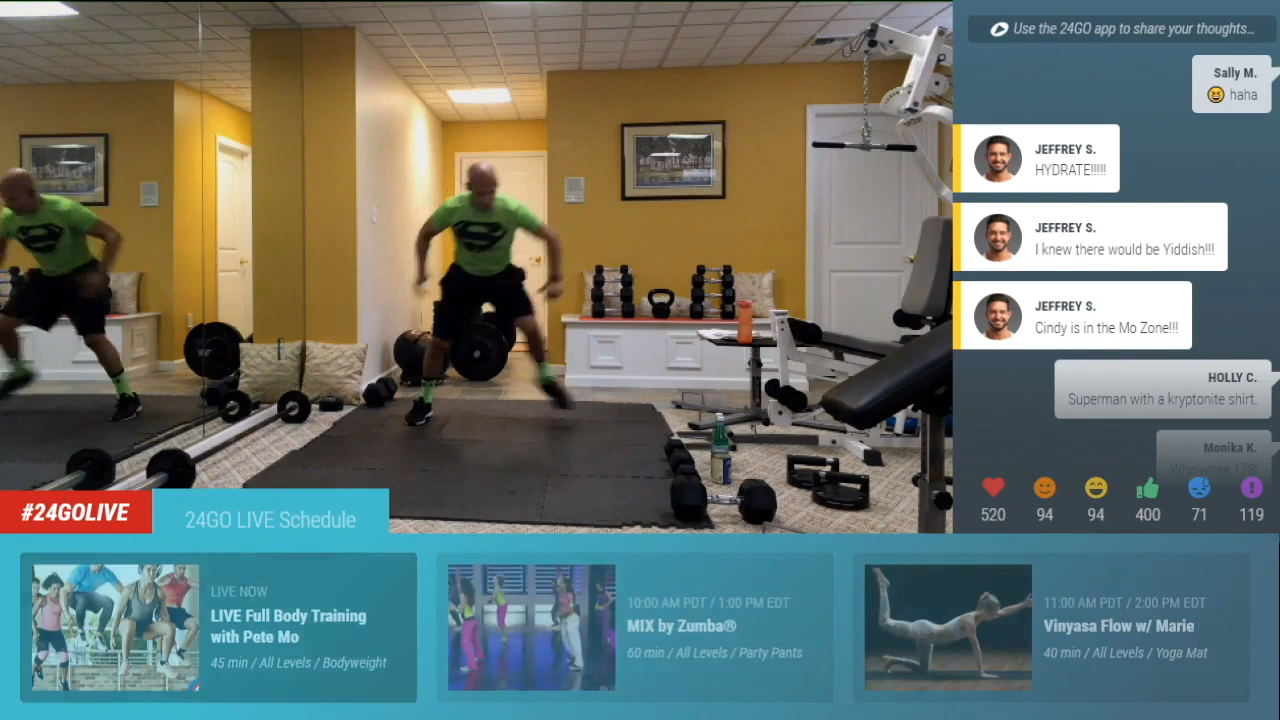 Use the 24GO app to share your thoughts...
Sally M.
😆 haha
JEFFREY S.
HYDRATE!!!!!
JEFFREY S.
I knew there would be Yiddish!!!
JEFFREY S.
Cindy is in the Mo Zone!!!
HOLLY C.
Superman with a kryptonite shirt.
Monika K.
520
94
94
400
71
119
#24GOLIVE
24GO LIVE Schedule
LIVE NOW
LIVE Full Body Training
with Pete Mo
45 min / All Levels / Bodyweight
10:00 AM PDT / 1:00 PM EDT
MIX by Zumba®
60 min / All Levels / Party Pants
11:00 AM PDT / 2:00 PM EDT
Vinyasa Flow w/ Marie
40 min / All Levels / Yoga Mat